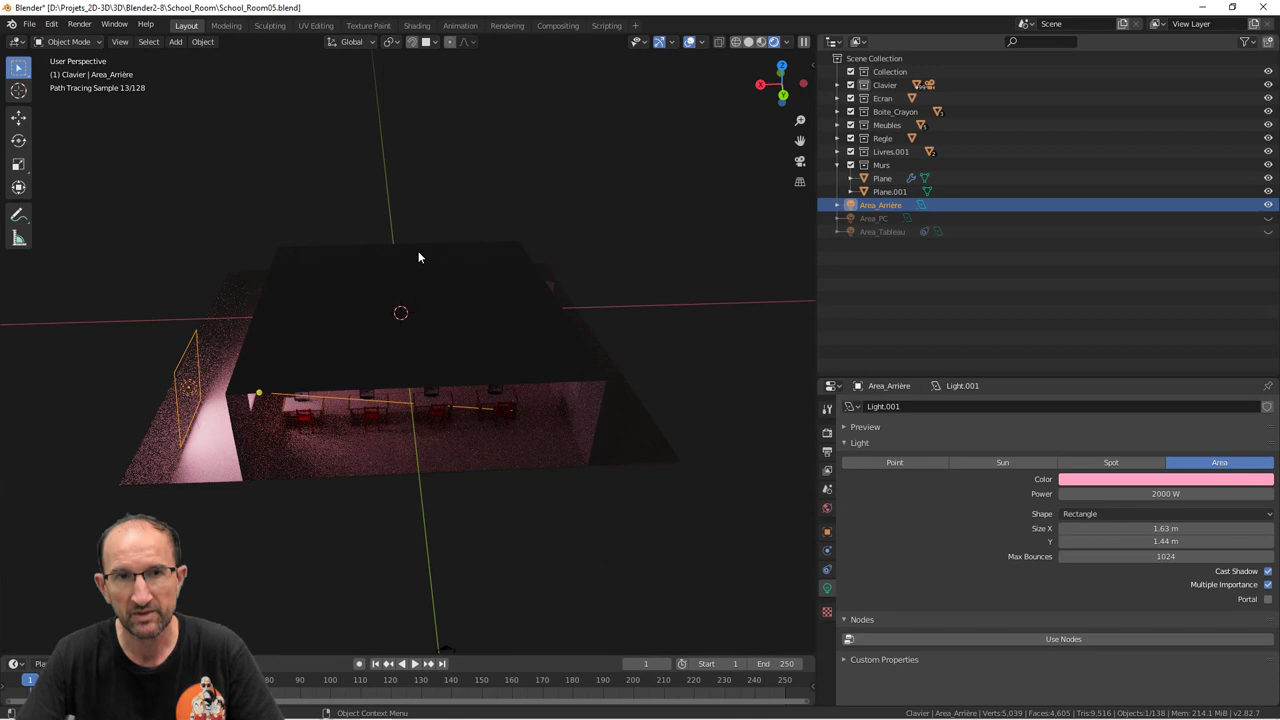 Blender* [D:\Projets_2D-3D\3D\Blender2-8\School_Room\School_Room05.blend]
File Edit Render Window Help Layout Modeling Sculpting UV Editing Texture Paint Shading Animation Rendering Compositing Scripting Scene View Layer
Object Mode View Select Add Object Global
User Perspective
(1) Clavier | Area_Arrière
Path Tracing Sample 13/128
X
Y
Z
Scene Collection
Collection
Clavier
Ecran
Boite_Crayon
Meubles
Regle
Livres.001
Murs
Plane
Plane.001
Area_Arrière
Area_PC
Area_Tableau
Area_Arrière Light.001
Light.001
Preview
Light
Point Sun Spot Area
Color
Power 2000 W
Shape Rectangle
Size X 1.63 m
Y 1.44 m
Max Bounces 1024
Cast Shadow
Multiple Importance
Portal
Nodes
Use Nodes
Custom Properties
1 Start 1 End 250
1 80 90 100 110 120 130 140 150 160 170 180 190 200 210 220 230 240 250
Object Context Menu
Clavier | Area_Arrière | Verts:5,039 | Faces:4,605 | Tris:9,516 | Objects:1/138 | Mem: 214.1 MiB | v2.82.7